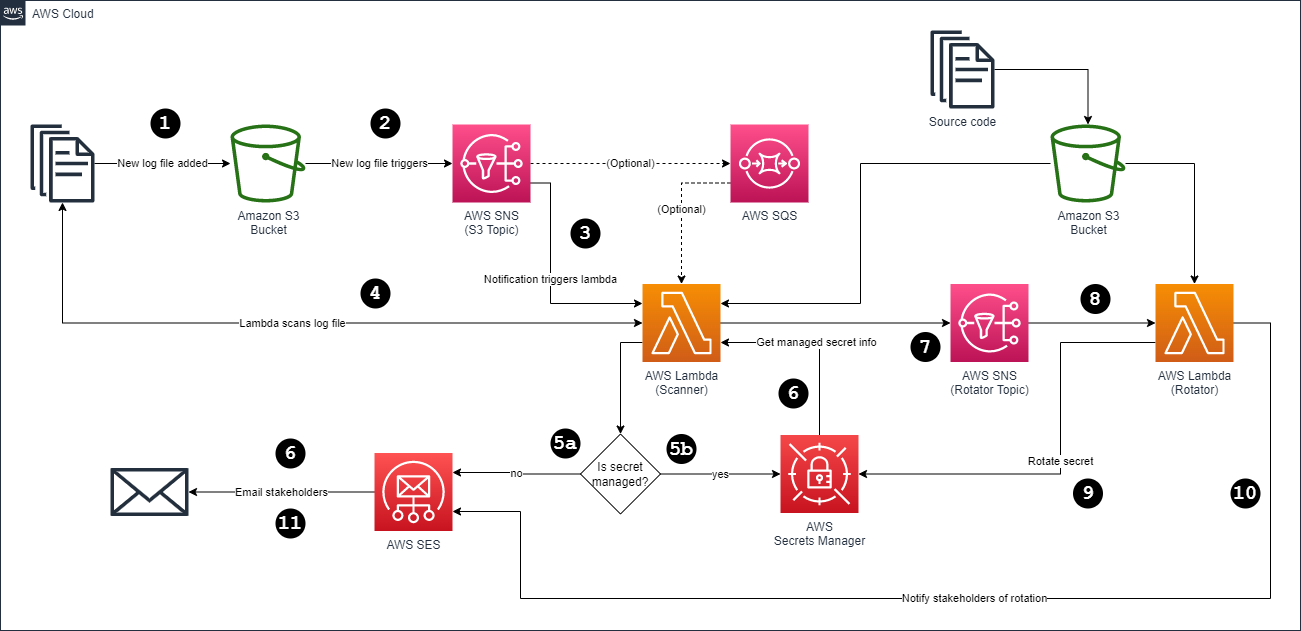 aws
AWS Cloud
Source code
1
2
New log file added
New log file triggers
(Optional)
Amazon S3
Bucket
AWS SNS
(S3 Topic)
(Optional)
AWS SQS
Amazon S3
Bucket
3
Notification triggers lambda
4
Lambda scans log file
AWS Lambda
(Scanner)
Get managed secret info
7
AWS SNS
(Rotator Topic)
8
AWS Lambda
(Rotator)
6
5a
5b
Is secret
managed?
no
yes
6
Email stakeholders
11
AWS SES
AWS
Secrets Manager
Rotate secret
9
10
Notify stakeholders of rotation